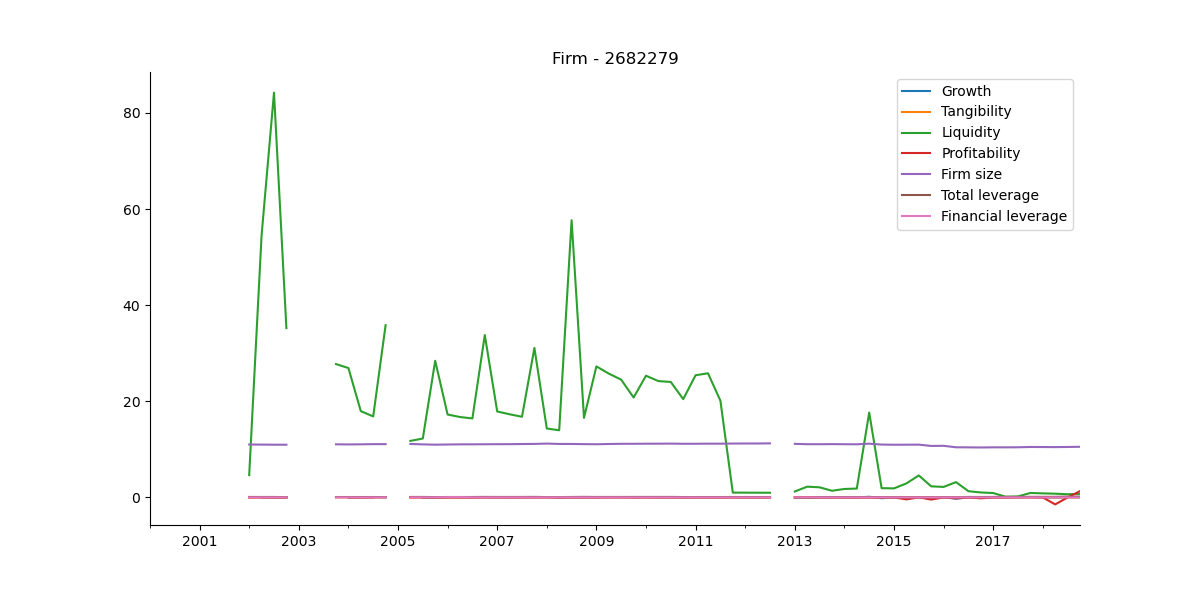 Firm - 2682279
Growth
Tangibility
Liquidity
Profitability
Firm size
Total leverage
Financial leverage
80
60
40
20
0
2001 2003 2005 2007 2009 2011 2013 2015 2017